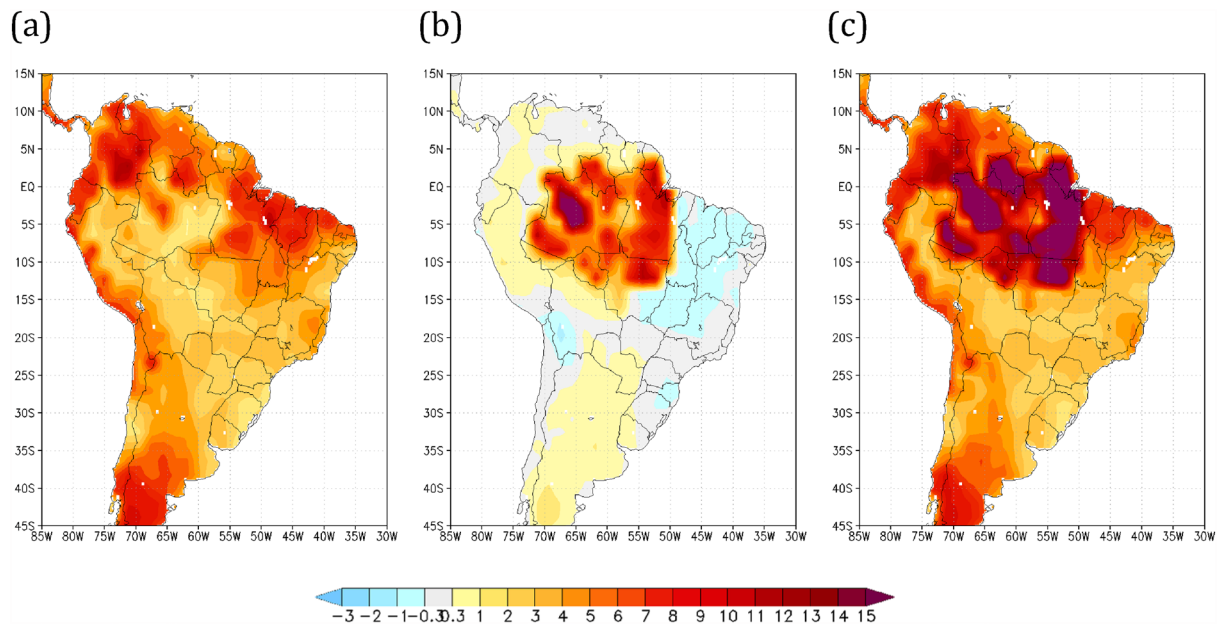 (a) (b) (c)
15N 15N 15N
10N 10N 10N
5N 5N 5N
EQ EQ EQ
5S 5S 5S
10S 10S 10S
15S 15S 15S
20S 20S 20S
25S 25S 25S
30S 30S 30S
35S 35S 35S
40S 40S 40S
45S 45S 45S
85W 80W 75W 70W 65W 60W 55W 50W 45W 40W 35W 30W 85W 80W 75W 70W 65W 60W 55W 50W 45W 40W 35W 30W 85W 80W 75W 70W 65W 60W 55W 50W 45W 40W 35W 30W
-3 -2 -1 -0.3 0.3 1 2 3 4 5 6 7 8 9 10 11 12 13 14 15